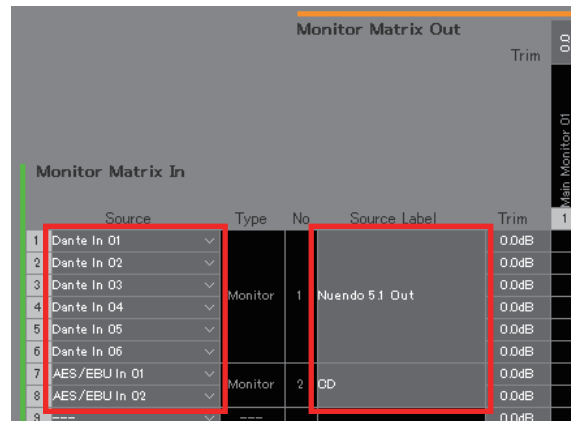 Monitor Matrix Out
Trim
0.0
Main Monitor 01
Monitor Matrix In
Source Type No Source Label Trim 1
1 Dante In 01 0.0dB
2 Dante In 02 0.0dB
3 Dante In 03 0.0dB
Monitor 1 Nuendo 5.1 Out
4 Dante In 04 0.0dB
5 Dante In 05 0.0dB
6 Dante In 06 0.0dB
7 AES/EBU In 01 0.0dB
Monitor 2 CD
8 AES/EBU In 02 0.0dB
9 --- --- 0.0dB